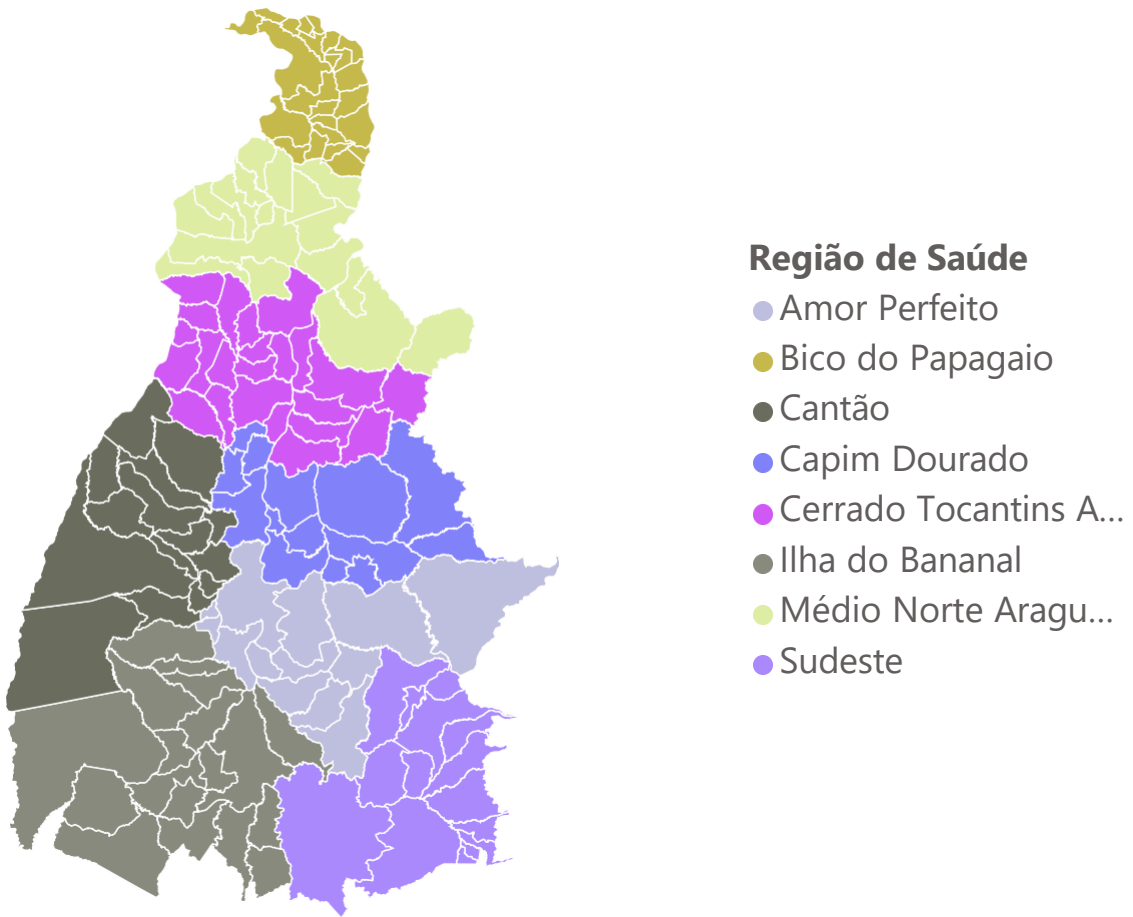 Região de Saúde
Amor Perfeito
Bico do Papagaio
Cantão
Capim Dourado
Cerrado Tocantins A...
Ilha do Bananal
Médio Norte Aragu...
Sudeste